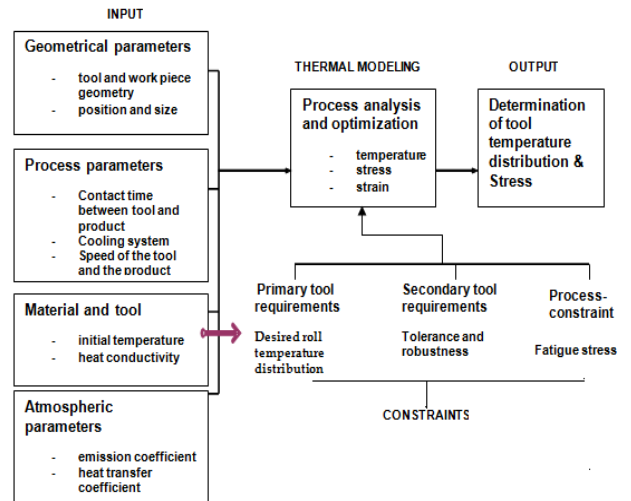 INPUT
Geometrical parameters
- tool and work piece
geometry
- position and size
Process parameters
- Contact time
between tool and
product
- Cooling system
- Speed of the tool
and the product
Material and tool
- initial temperature
- heat conductivity
Atmospheric
parameters
- emission coefficient
- heat transfer
coefficient
THERMAL MODELING
Process analysis
and optimization
- temperature
- stress
- strain
OUTPUT
Determination
of tool
temperature
distribution &
Stress
Primary tool
requirements
Desired roll
temperature
distribution
Secondary tool
requirements
Tolerance and
robustness
Process-
constraint
Fatigue stress
CONSTRAINTS